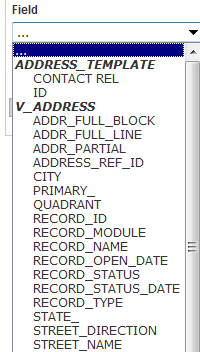 Field
...
...
ADDRESS_TEMPLATE
CONTACT REL
ID
V_ADDRESS
ADDR_FULL_BLOCK
ADDR_FULL_LINE
ADDR_PARTIAL
ADDRESS_REF_ID
CITY
PRIMARY_
QUADRANT
RECORD_ID
RECORD_MODULE
RECORD_NAME
RECORD_OPEN_DATE
RECORD_STATUS
RECORD_STATUS_DATE
RECORD_TYPE
STATE_
STREET_DIRECTION
STREET_NAME